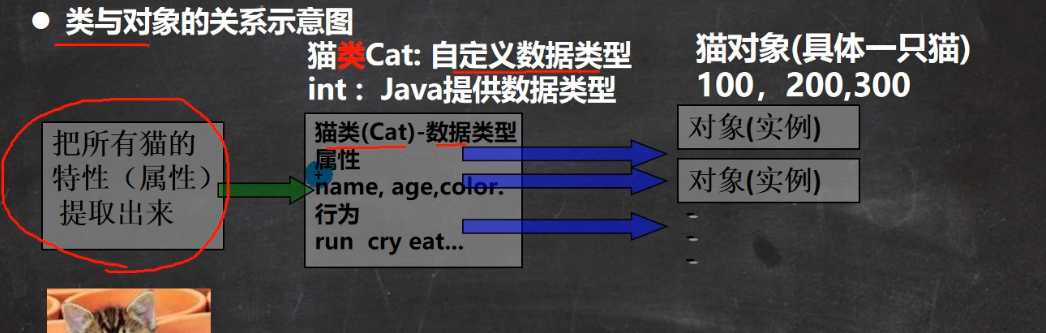 ● 类与对象的关系示意图
猫类Cat: 自定义数据类型
int： Java提供数据类型
猫对象(具体一只猫)
100，200,300
把所有猫的
特性（属性）
提取出来
猫类(Cat)-数据类型
属性
name, age,color.
行为
run cry eat...
对象(实例)
对象(实例)